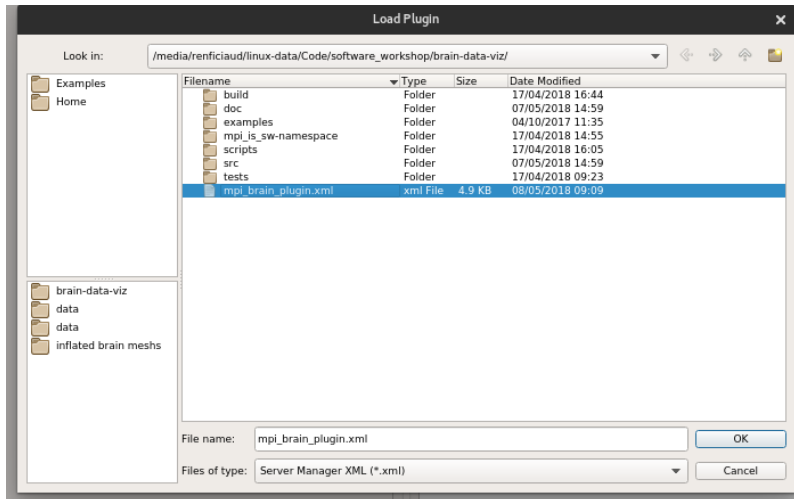 Load Plugin
Look in: /media/renficiaud/linux-data/Code/software_workshop/brain-data-viz/
Examples
Home
Filename Type Size Date Modified
build Folder 17/04/2018 16:44
doc Folder 07/05/2018 14:59
examples Folder 04/10/2017 11:35
mpi_is_sw-namespace Folder 17/04/2018 14:55
scripts Folder 17/04/2018 16:05
src Folder 07/05/2018 14:59
tests Folder 17/04/2018 09:23
mpi_brain_plugin.xml xml File 4.9 KB 08/05/2018 09:09
brain-data-viz
data
data
inflated brain meshs
File name: mpi_brain_plugin.xml OK
Files of type: Server Manager XML (*.xml) Cancel